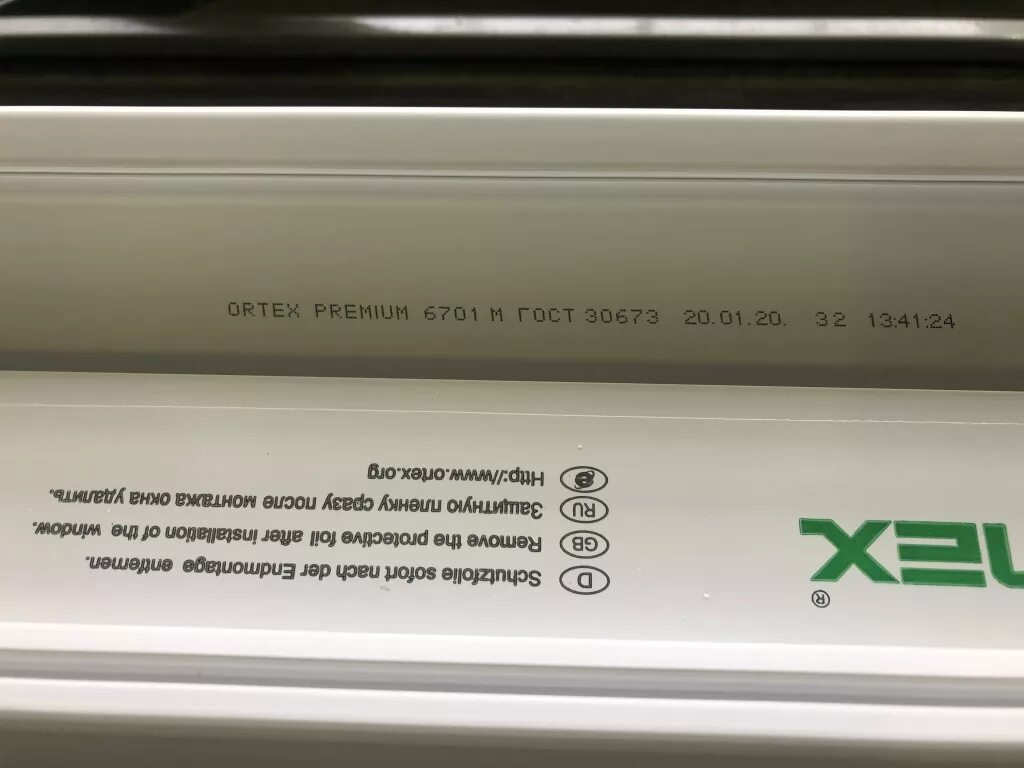 ORTEX PREMIUM 6701 М ГОСТ 30673 20.01.20. 32 13:41:24
D Schutzfolie sofort nach der Endmontage entfernen.
GB Remove the protective foil after installation of the window.
RU Защитную пленку сразу после монтажа окна удалить.
e Http://www.ortex.org
EX®